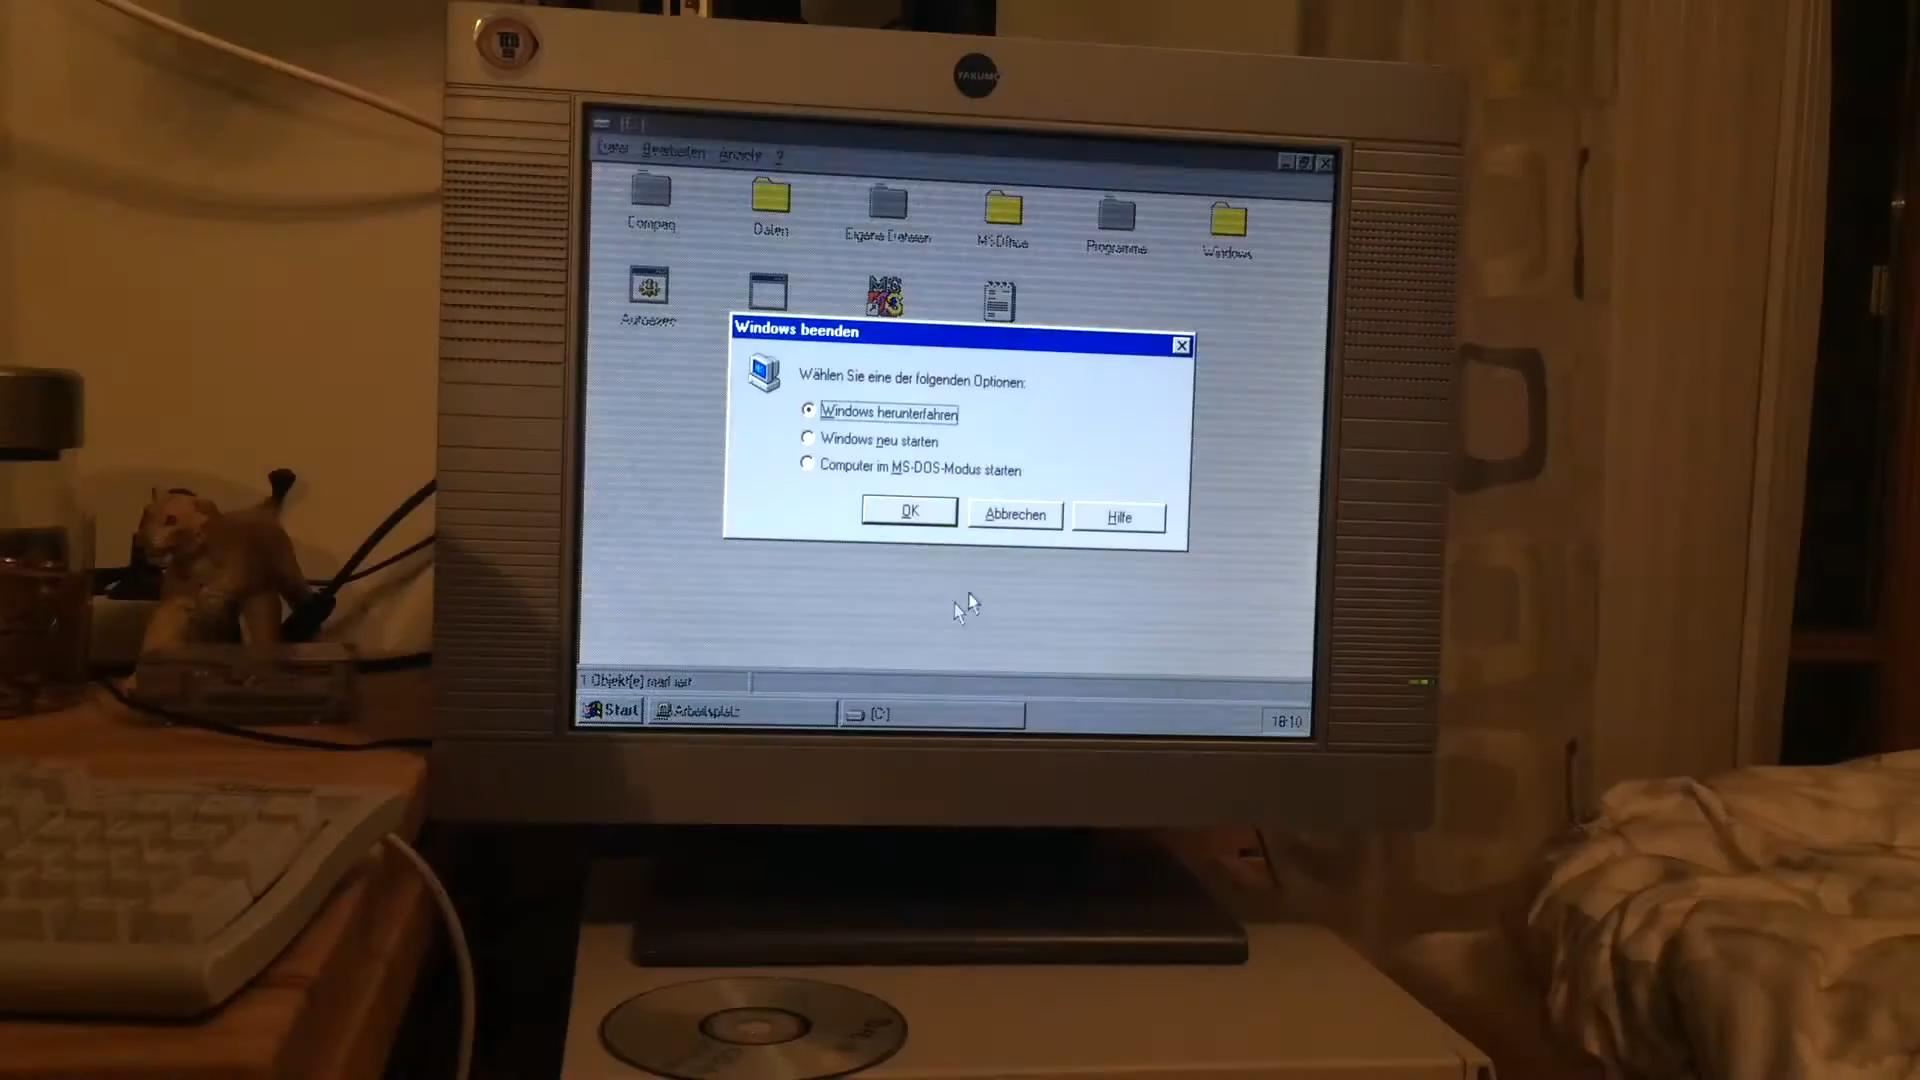 YAKUMO
Datei Bearbeiten Ansicht ?
Compaq
Daten
Eigene Dateien
MSOffice
Programme
Windows
Autoexec
Windows beenden
Wählen Sie eine der folgenden Optionen:
Windows herunterfahren
Windows neu starten
Computer im MS-DOS-Modus starten
OK
Abbrechen
Hilfe
1 Objekt(e) markiert
Start
Arbeitsplatz
(C:)
18:10